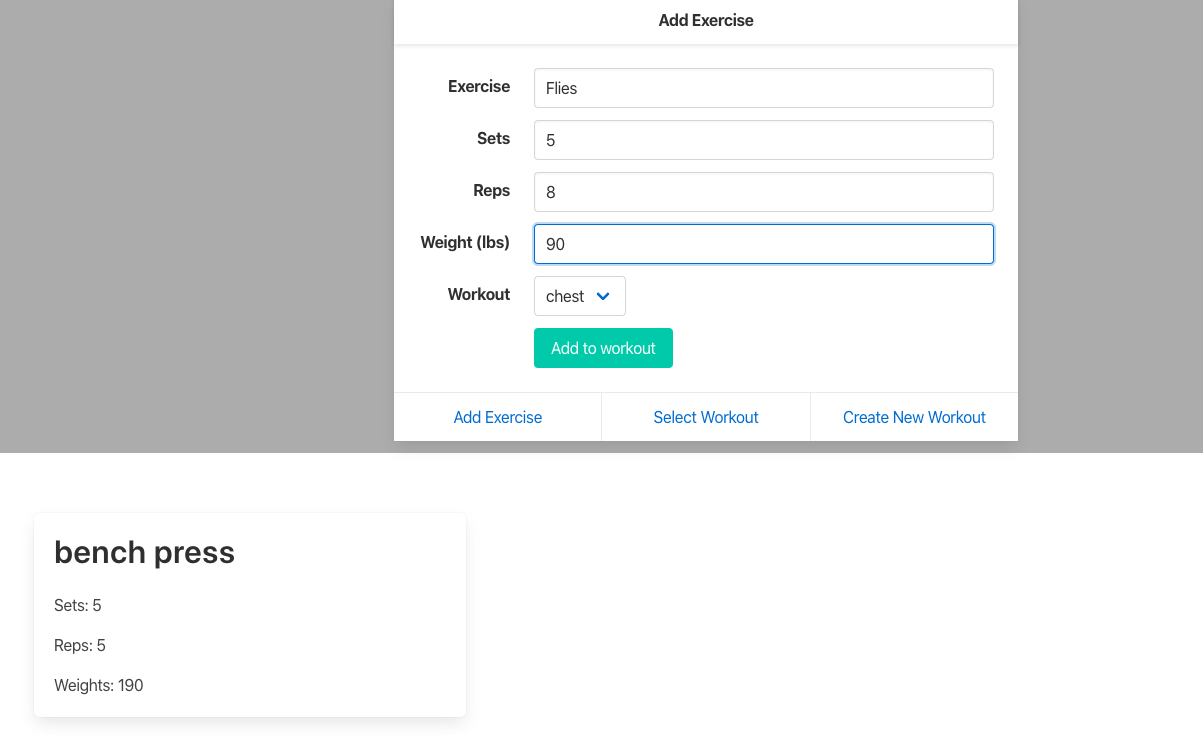 Add Exercise
Exercise Flies
Sets 5
Reps 8
Weight (lbs) 90
Workout chest
Add to workout
Add Exercise Select Workout Create New Workout
bench press
Sets: 5
Reps: 5
Weights: 190